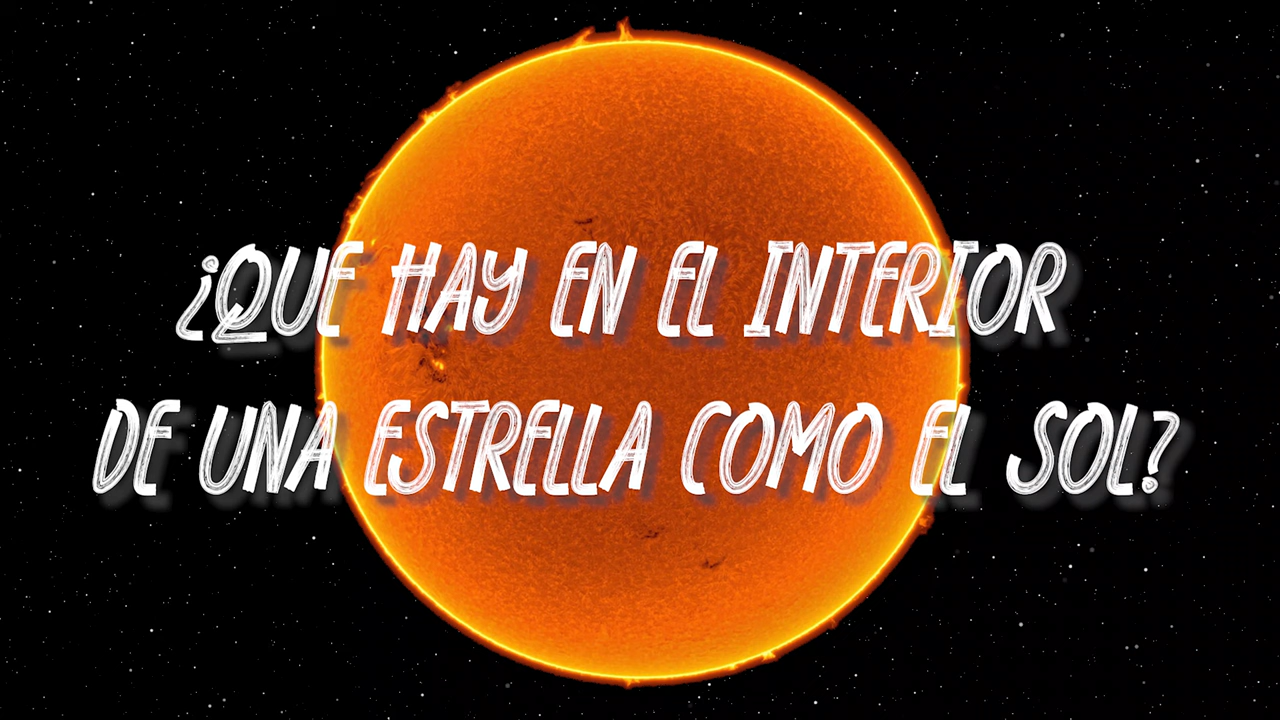 ¿QUE HAY EN EL INTERIOR
DE UNA ESTRELLA COMO EL SOL?